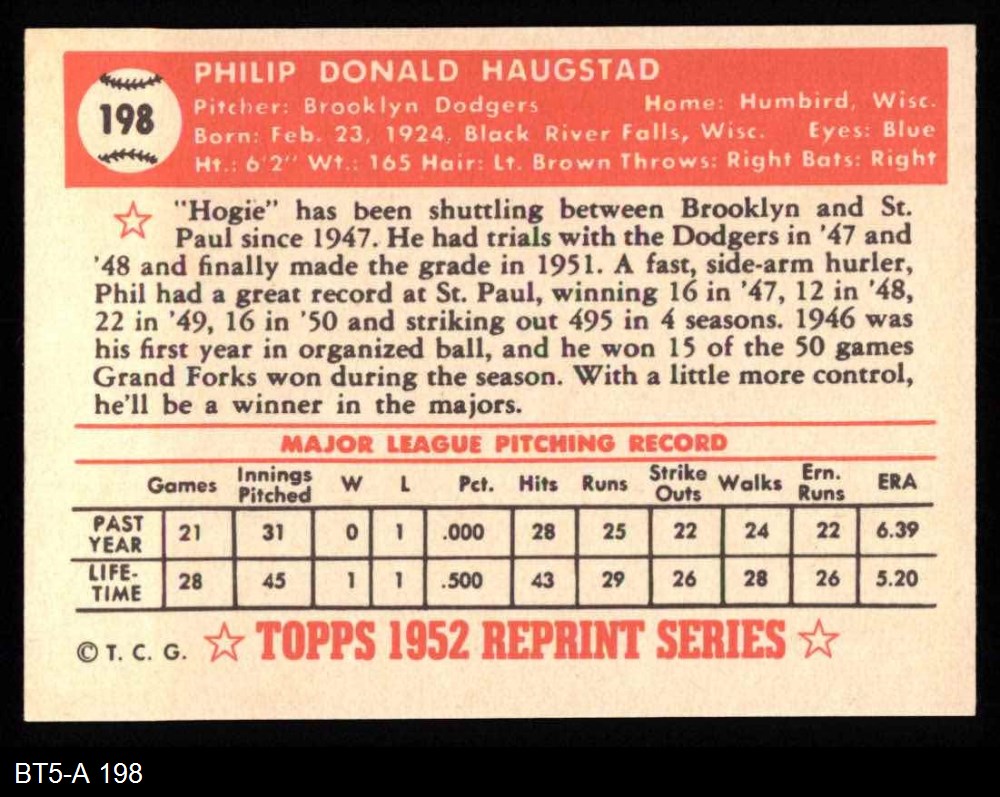 198
PHILIP DONALD HAUGSTAD
Pitcher: Brooklyn Dodgers Home: Humbird, Wisc.
Born: Feb. 23, 1924, Black River Falls, Wisc. Eyes: Blue
Ht.: 6'2" Wt.: 165 Hair: Lt. Brown Throws: Right Bats: Right
"Hogie" has been shuttling between Brooklyn and St.
Paul since 1947. He had trials with the Dodgers in '47 and
'48 and finally made the grade in 1951. A fast, side-arm hurler,
Phil had a great record at St. Paul, winning 16 in '47, 12 in '48,
22 in '49, 16 in '50 and striking out 495 in 4 seasons. 1946 was
his first year in organized ball, and he won 15 of the 50 games
Grand Forks won during the season. With a little more control,
he'll be a winner in the majors.
MAJOR LEAGUE PITCHING RECORD
Games Innings Pitched W L Pct. Hits Runs Strike Outs Walks Ern. Runs ERA
PAST YEAR 21 31 0 1 .000 28 25 22 24 22 6.39
LIFE-TIME 28 45 1 1 .500 43 29 26 28 26 5.20
© T. C. G. ☆ TOPPS 1952 REPRINT SERIES ☆
BT5-A 198